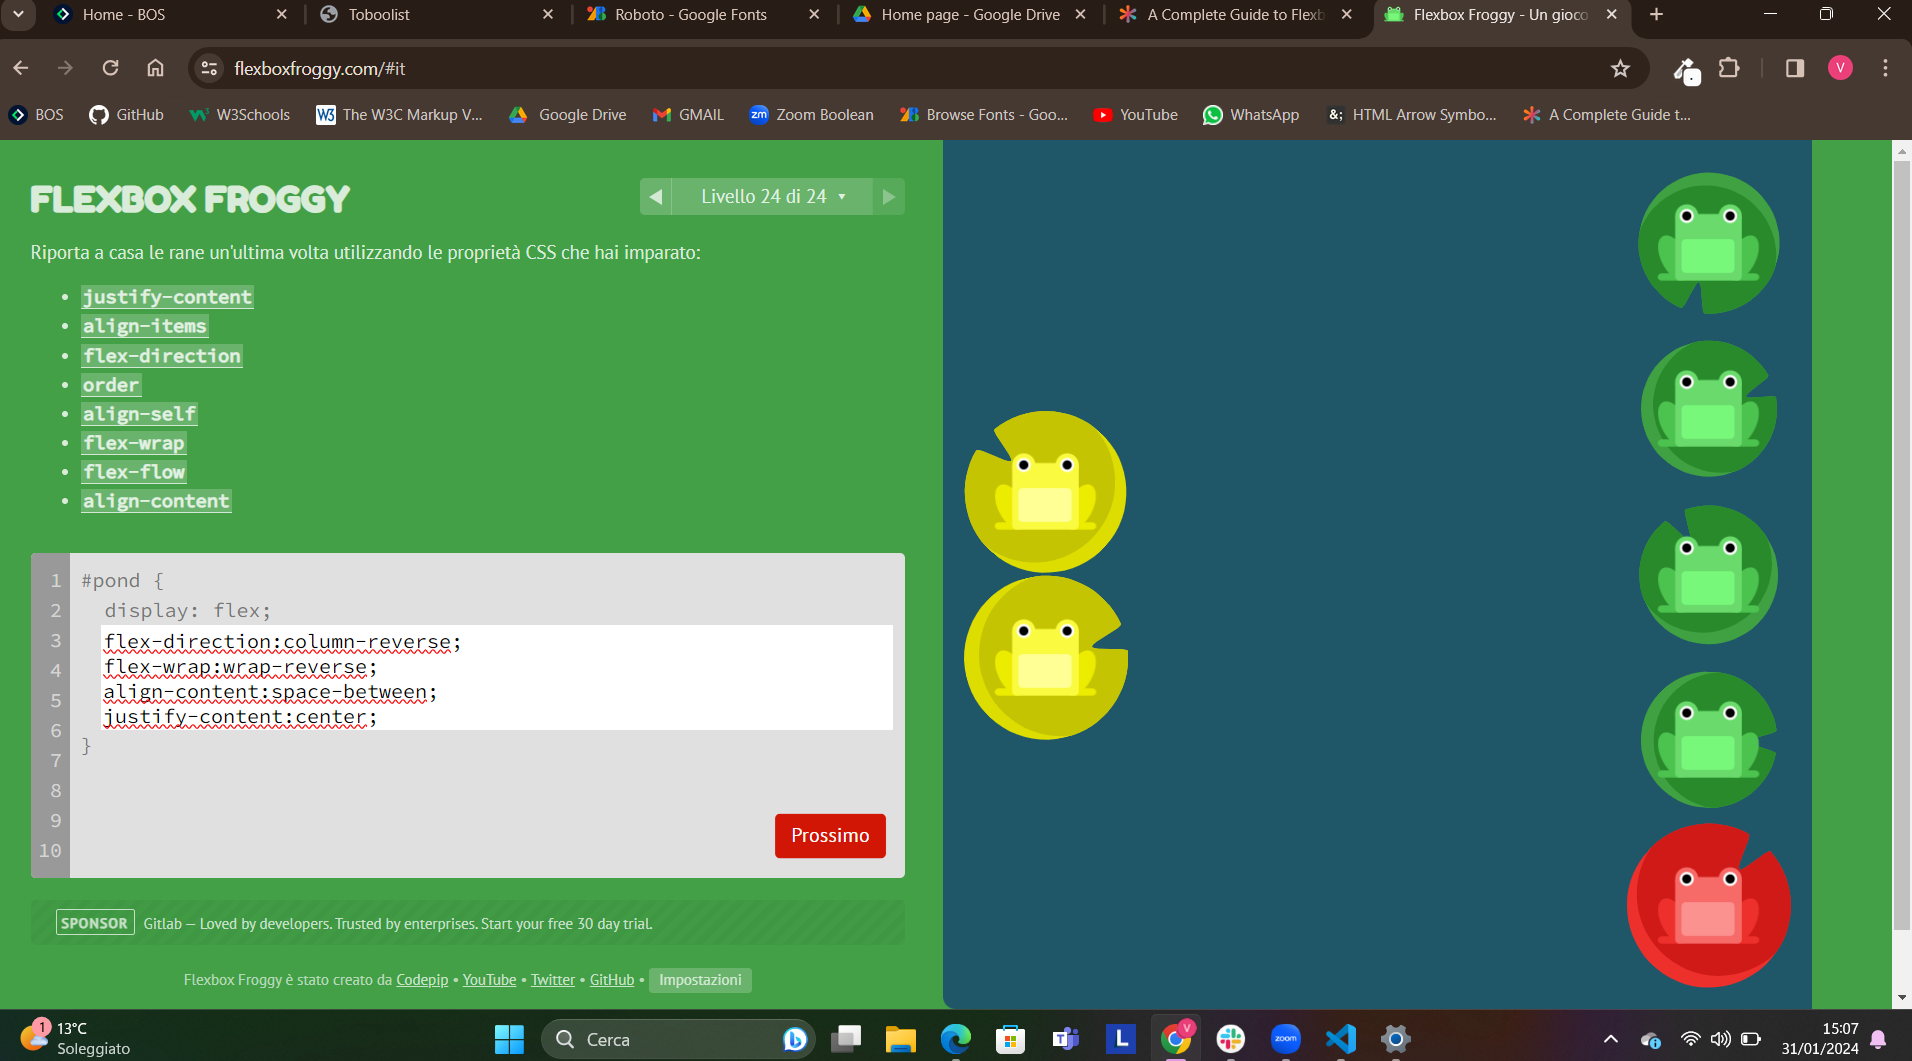 Home - BOS
Toboolist
Roboto - Google Fonts
Home page - Google Drive
A Complete Guide to Flexb
Flexbox Froggy - Un gioco
flexboxfroggy.com/#it
V
BOS
GitHub
W3Schools
The W3C Markup V...
Google Drive
GMAIL
zm Zoom Boolean
Browse Fonts - Goo...
YouTube
WhatsApp
&; HTML Arrow Symbo...
A Complete Guide t...
FLEXBOX FROGGY
Livello 24 di 24
Riporta a casa le rane un'ultima volta utilizzando le proprietà CSS che hai imparato:
• justify-content
• align-items
• flex-direction
• order
• align-self
• flex-wrap
• flex-flow
• align-content
1 #pond {
2 display: flex;
3 flex-direction:column-reverse;
4 flex-wrap:wrap-reverse;
5 align-content:space-between;
6 justify-content:center;
7 }
8
9
10
Prossimo
SPONSOR Gitlab — Loved by developers. Trusted by enterprises. Start your free 30 day trial.
Flexbox Froggy è stato creato da Codepip • YouTube • Twitter • GitHub • Impostazioni
1
13°C
Soleggiato
Cerca
L
V
zoom
15:07
31/01/2024